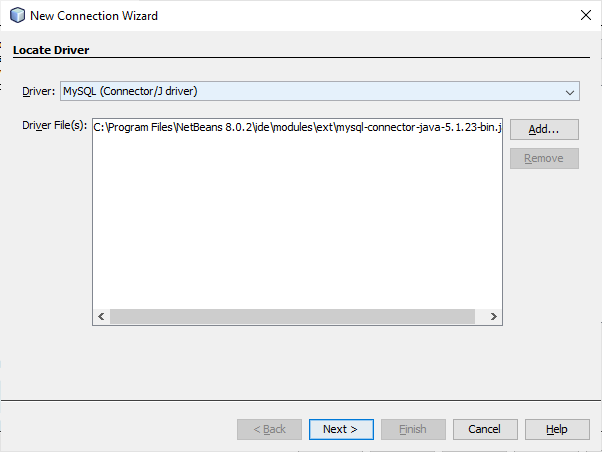 New Connection Wizard
Locate Driver
Driver: MySQL (Connector/J driver)
Driver File(s): C:\Program Files\NetBeans 8.0.2\ide\modules\ext\mysql-connector-java-5.1.23-bin.j
Add...
Remove
< Back Next > Finish Cancel Help